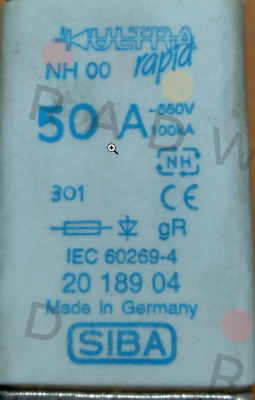 ULTRA
rapid
NH 00
50 A ~660V
100kA
NH
301 CE
gR
IEC 60269-4
20 189 04
Made in Germany
SIBA